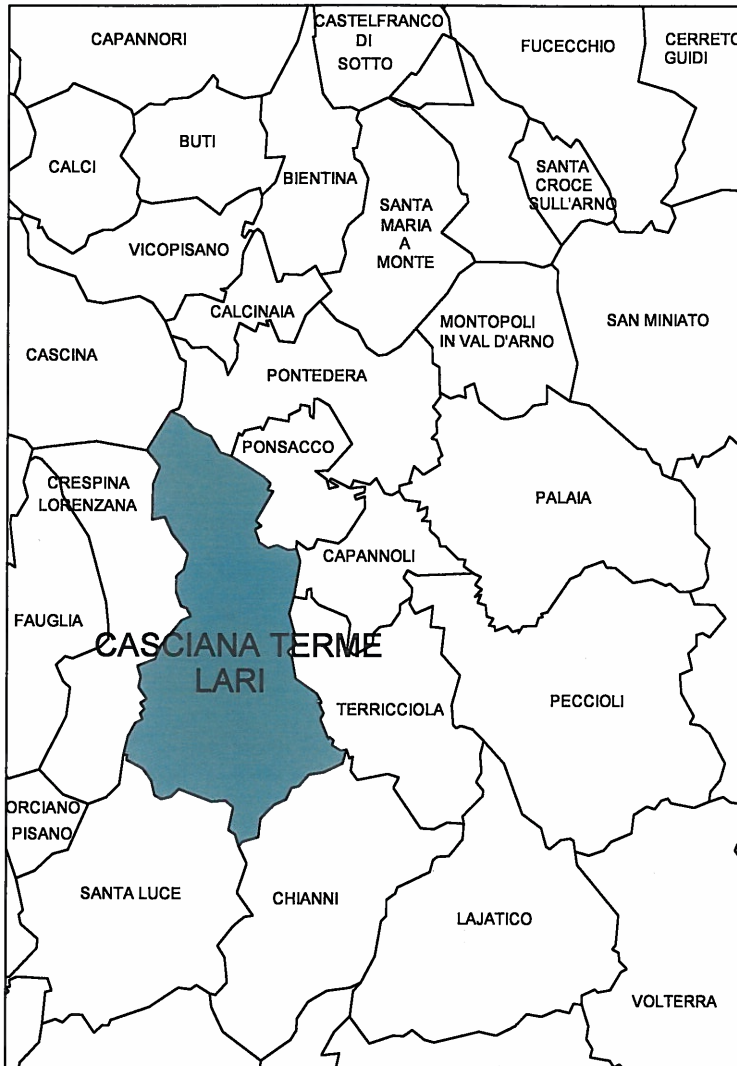 CAPANNORI
CASTELFRANCO
DI
SOTTO
FUCECCHIO
CERRETO
GUIDI
CALCI
BUTI
BIENTINA
SANTA
CROCE
SULL'ARNO
SANTA
MARIA
A
MONTE
VICOPISANO
CALCINAIA
MONTOPOLI
IN VAL D'ARNO
SAN MINIATO
CASCINA
PONTEDERA
PONSACCO
CRESPINA
LORENZANA
PALAIA
CAPANNOLI
FAUGLIA
CASCIANA TERME
LARI
TERRICCIOLA
PECCIOLI
ORCIANO
PISANO
SANTA LUCE
CHIANNI
LAJATICO
VOLTERRA